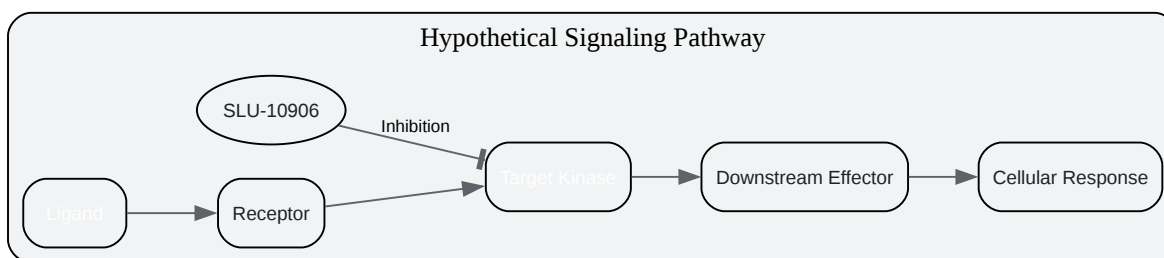 Hypothetical Signaling Pathway
SLU-10906
Inhibition
Ligand
Receptor
Target Kinase
Downstream Effector
Cellular Response